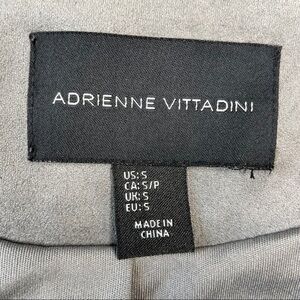 ADRIENNE VITTADINI
US: S
CA: S/P
UK: S
EU: S
MADE IN
CHINA